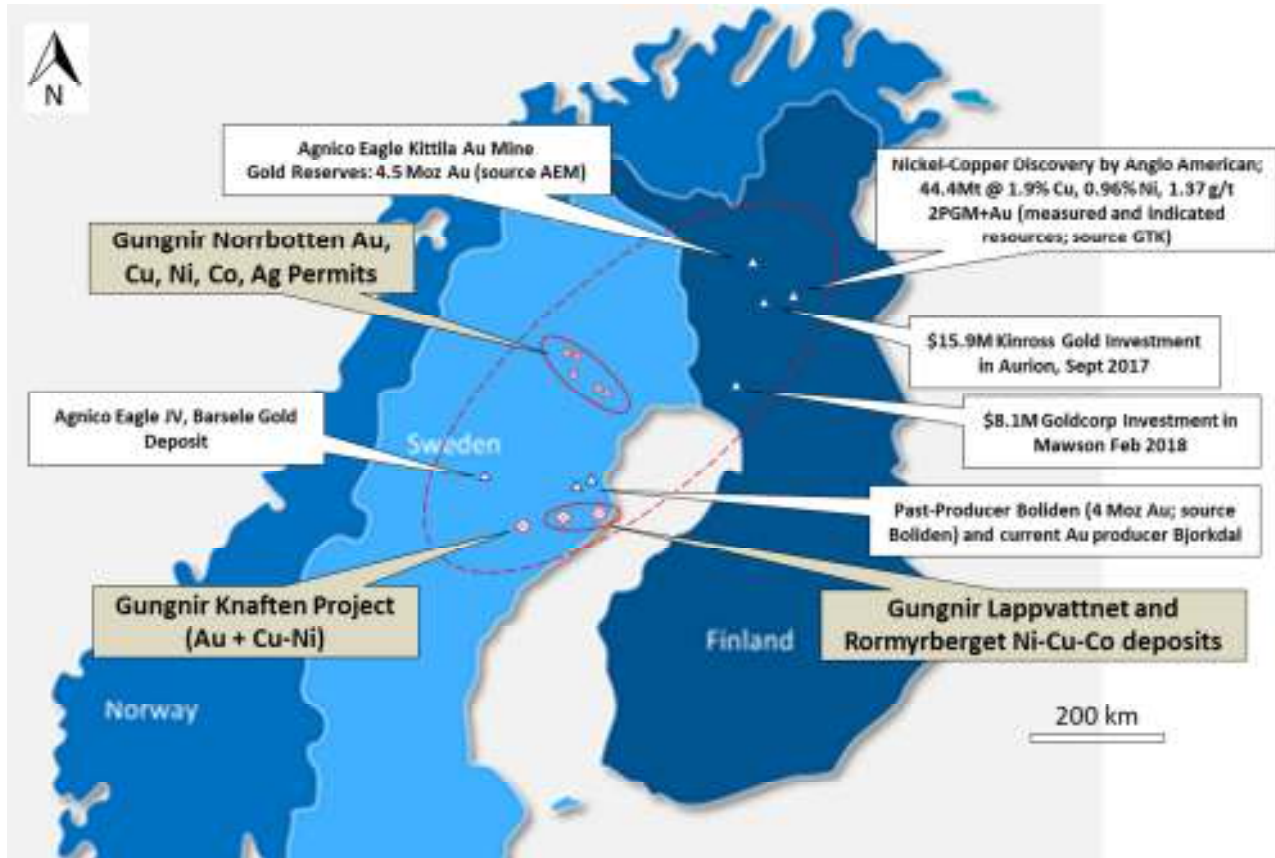 N
Agnico Eagle Kittila Au Mine
Gold Reserves: 4.5 Moz Au (source AEM)
Nickel-Copper Discovery by Anglo American;
44.4Mt @ 1.9% Cu, 0.96% Ni, 1.37 g/t
2PGM+Au (measured and indicated
resources; source GTK)
Gungnir Norrbotten Au,
Cu, Ni, Co, Ag Permits
$15.9M Kinross Gold Investment
in Aurion, Sept 2017
Agnico Eagle JV, Barsele Gold
Deposit
Sweden
$8.1M Goldcorp Investment in
Mawson Feb 2018
Past-Producer Boliden (4 Moz Au; source
Boliden) and current Au producer Bjorkdal
Gungnir Knaften Project
(Au + Cu-Ni)
Gungnir Lappvattnet and
Rormyrberget Ni-Cu-Co deposits
Finland
Norway
200 km